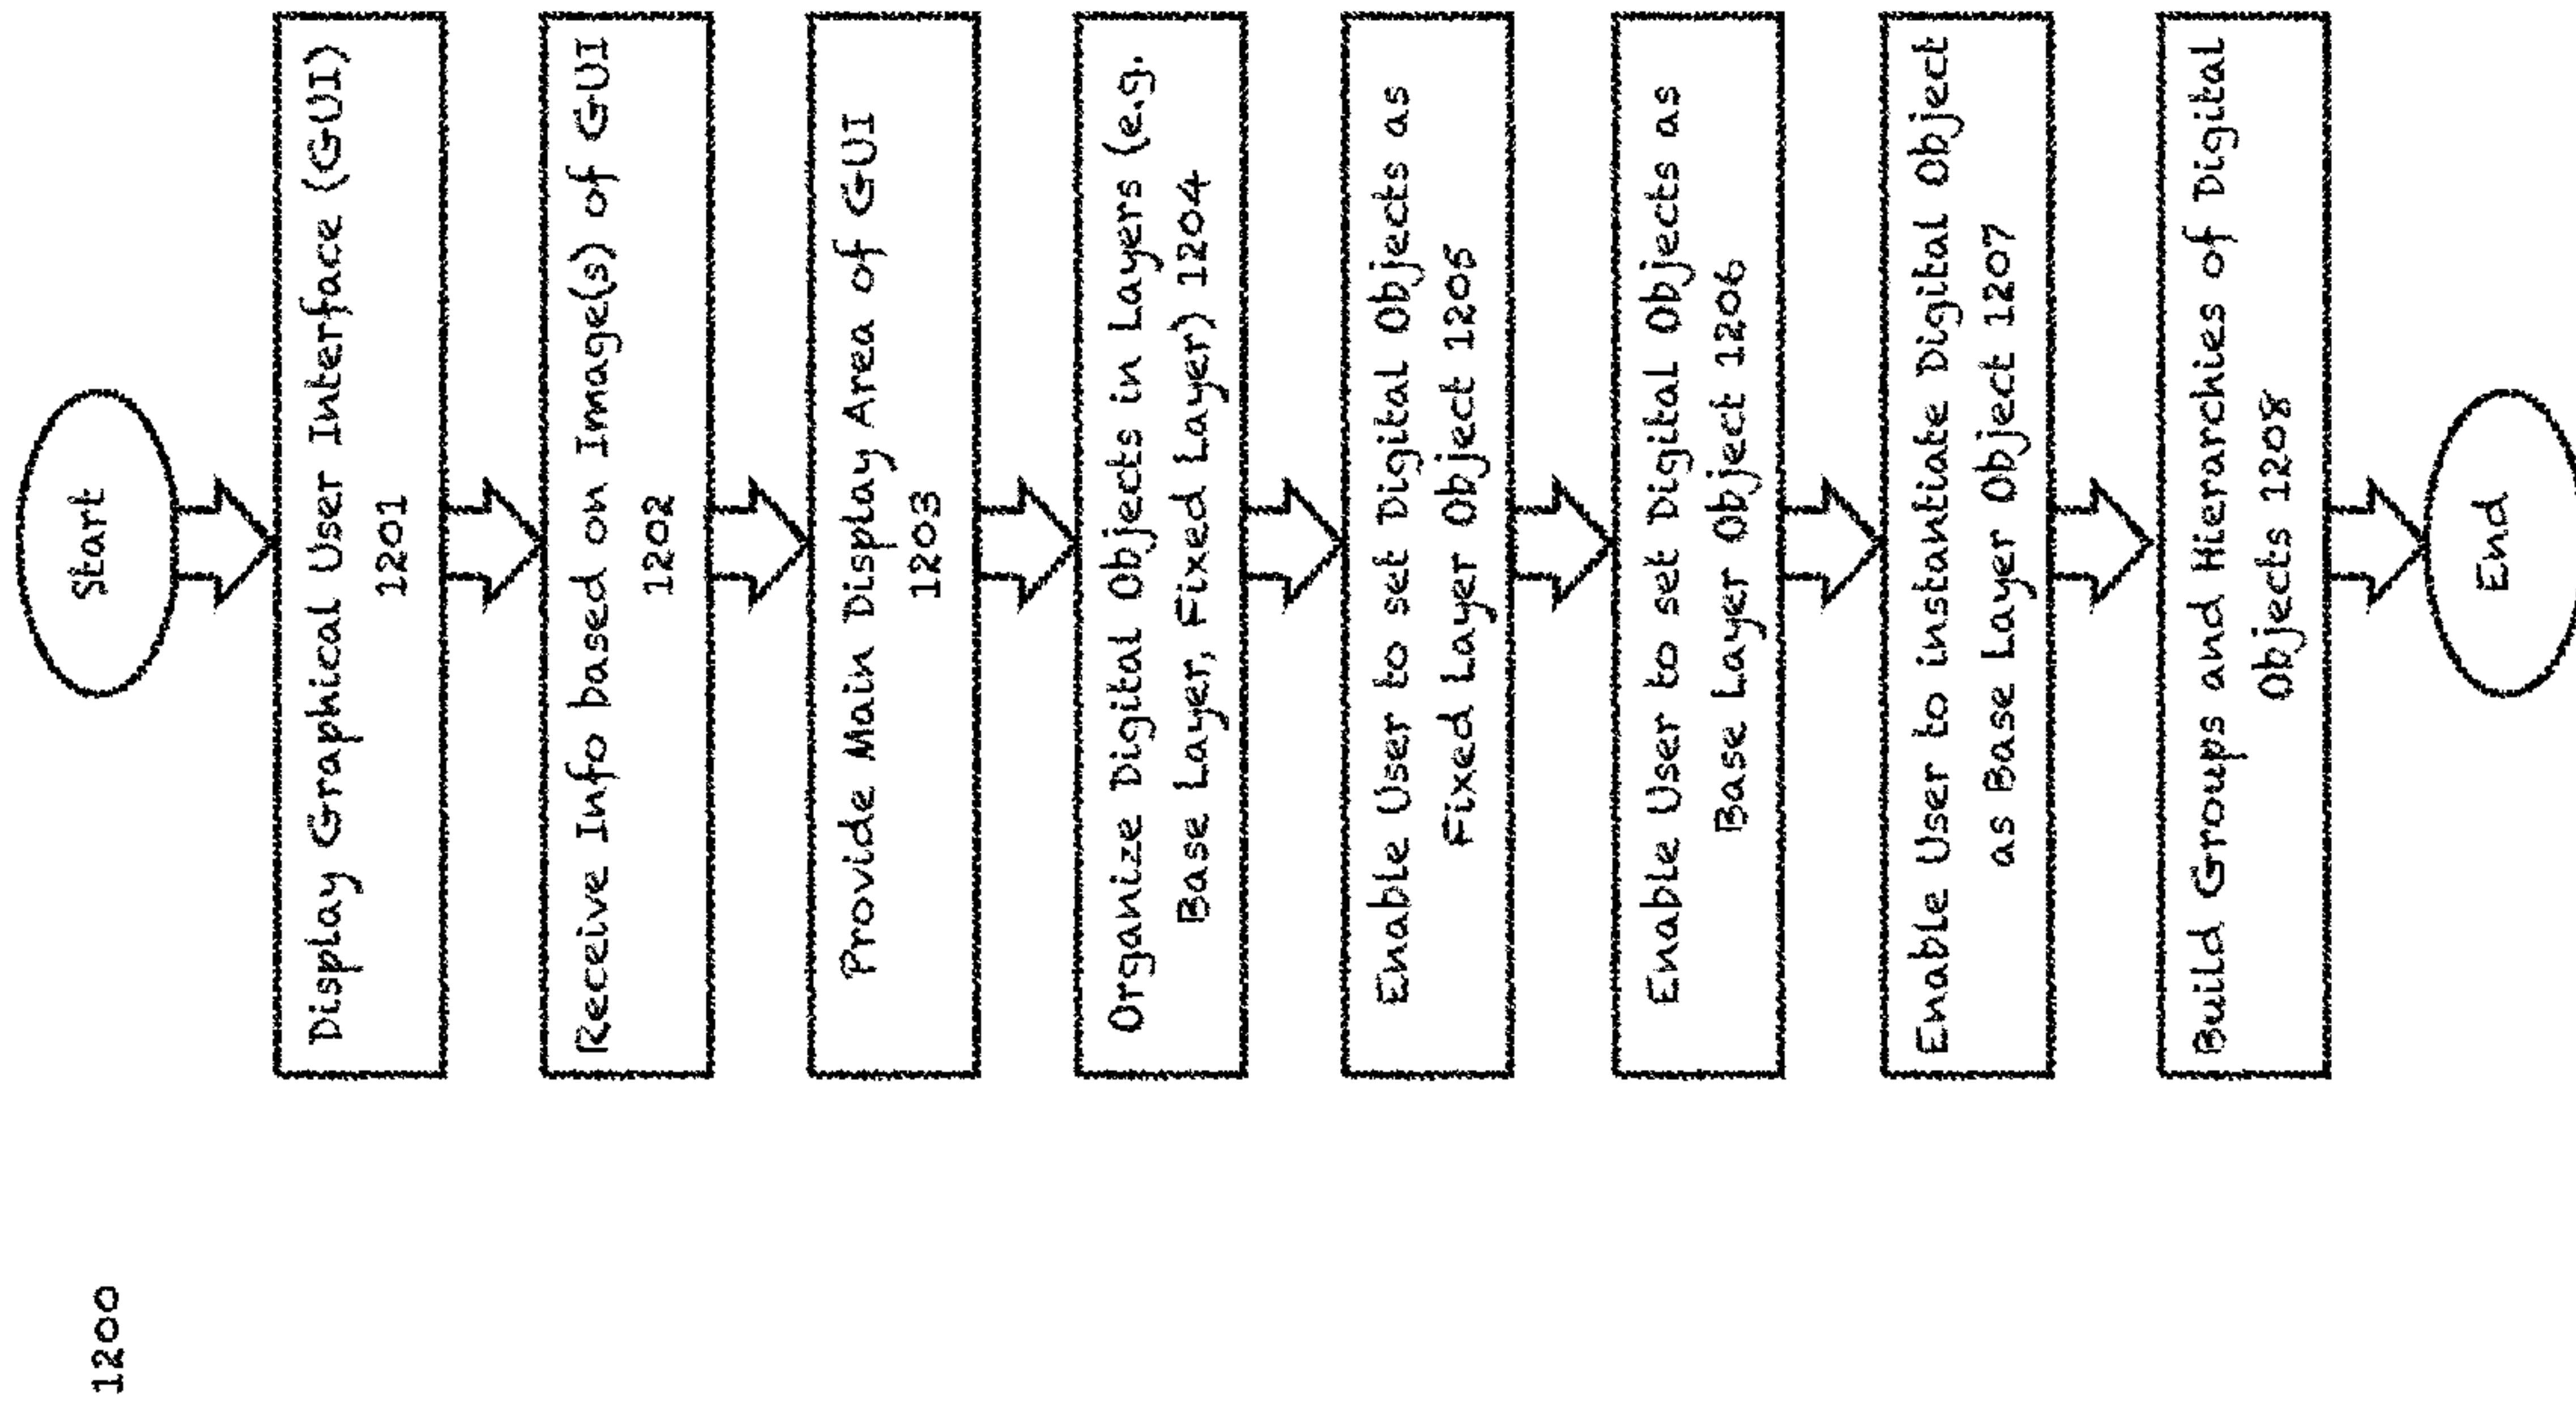 1200
Start
Display Graphical User Interface (GUI)
1201
Receive Info based on Image(s) of GUI
1202
Provide Main Display Area of GUI
1203
Organize Digital Objects in Layers (e.g.
Base Layer, Fixed Layer) 1204
Enable User to set Digital Objects as
Fixed Layer Object 1205
Enable User to set Digital Objects as
Base Layer Object 1206
Enable User to instantiate Digital Object
as Base Layer Object 1207
Build Groups and Hierarchies of Digital
Objects 1208
End